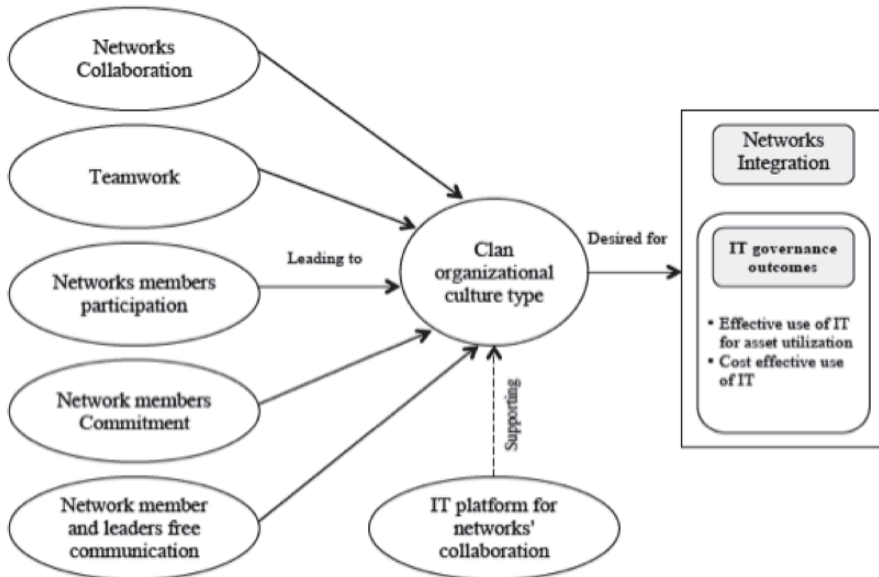 Networks
Collaboration
Teamwork
Networks members
participation
Network members
Commitment
Network member
and leaders free
communication
Leading to
Clan
organizational
culture type
Supporting
IT platform for
networks'
collaboration
Desired for
Networks
Integration
IT governance
outcomes
• Effective use of IT
for asset utilization
• Cost effective use
of IT